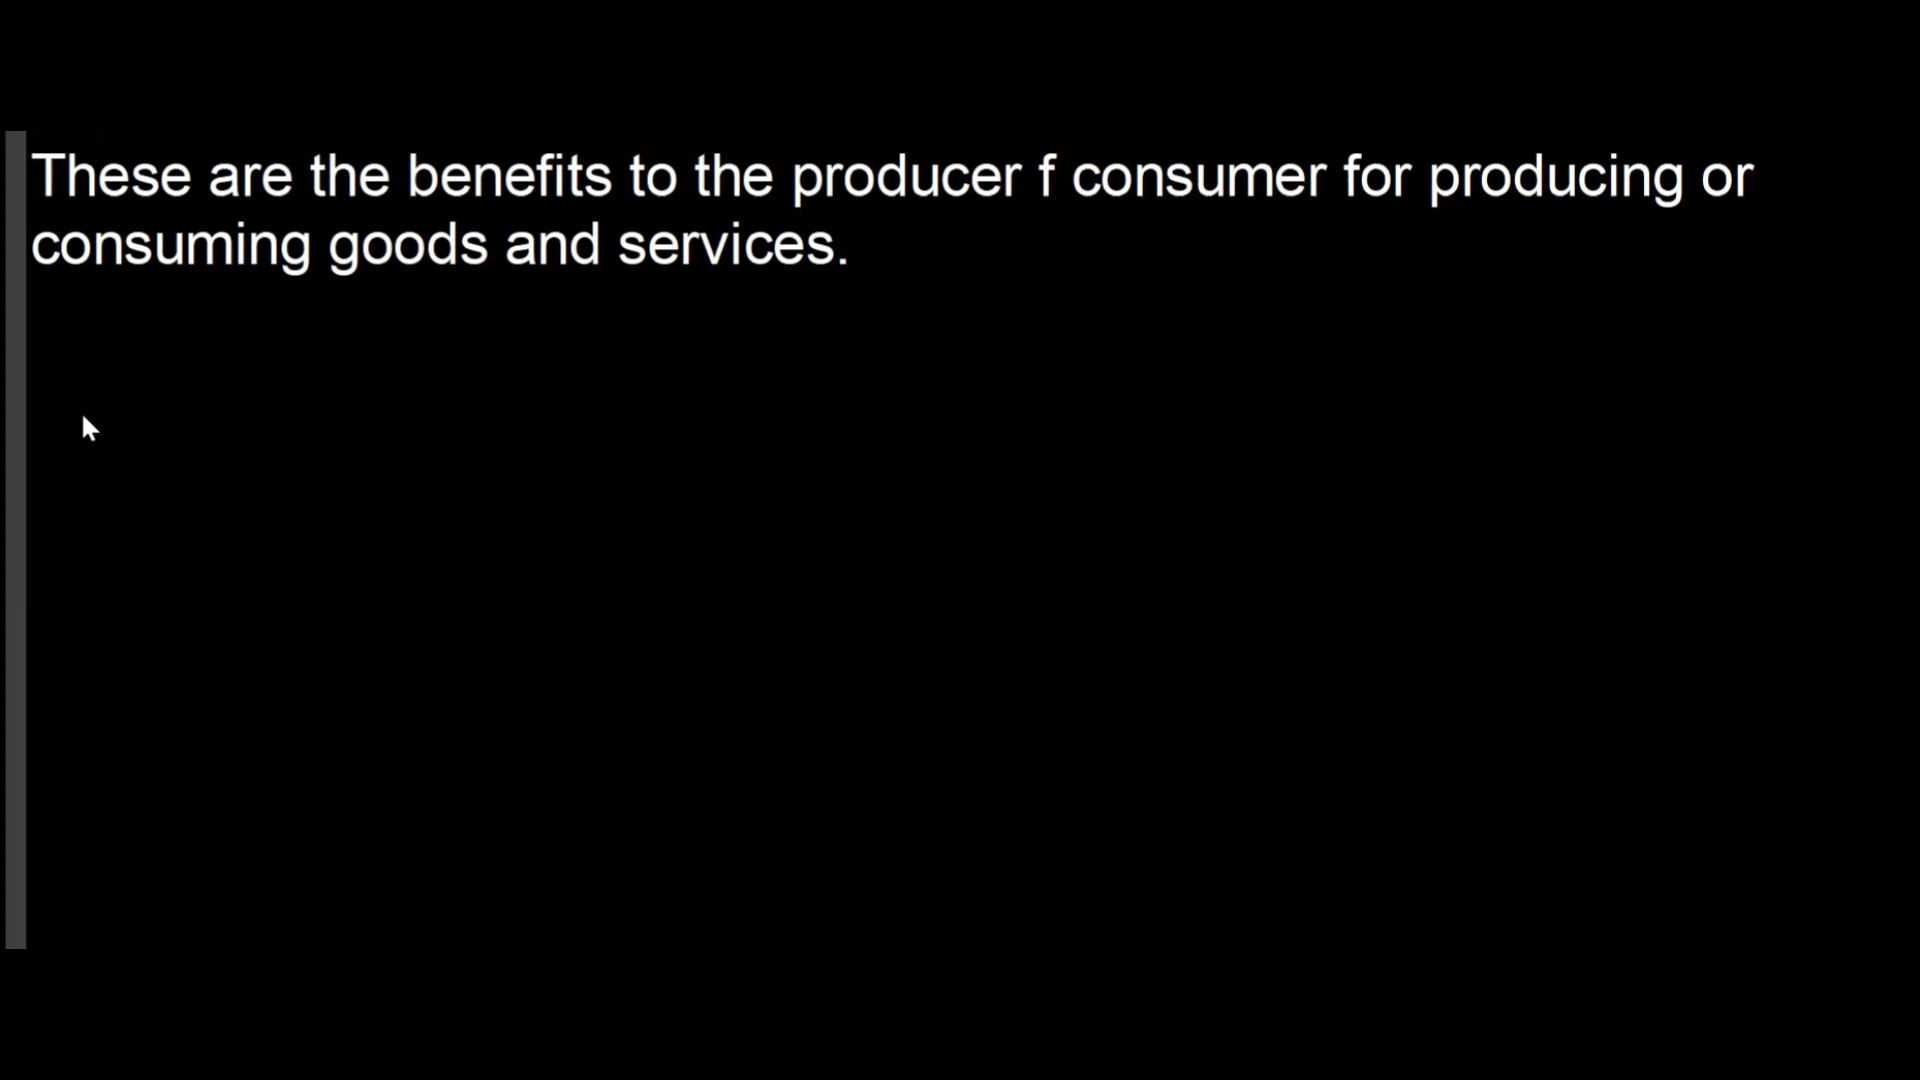 These are the benefits to the producer f consumer for producing or
consuming goods and services.